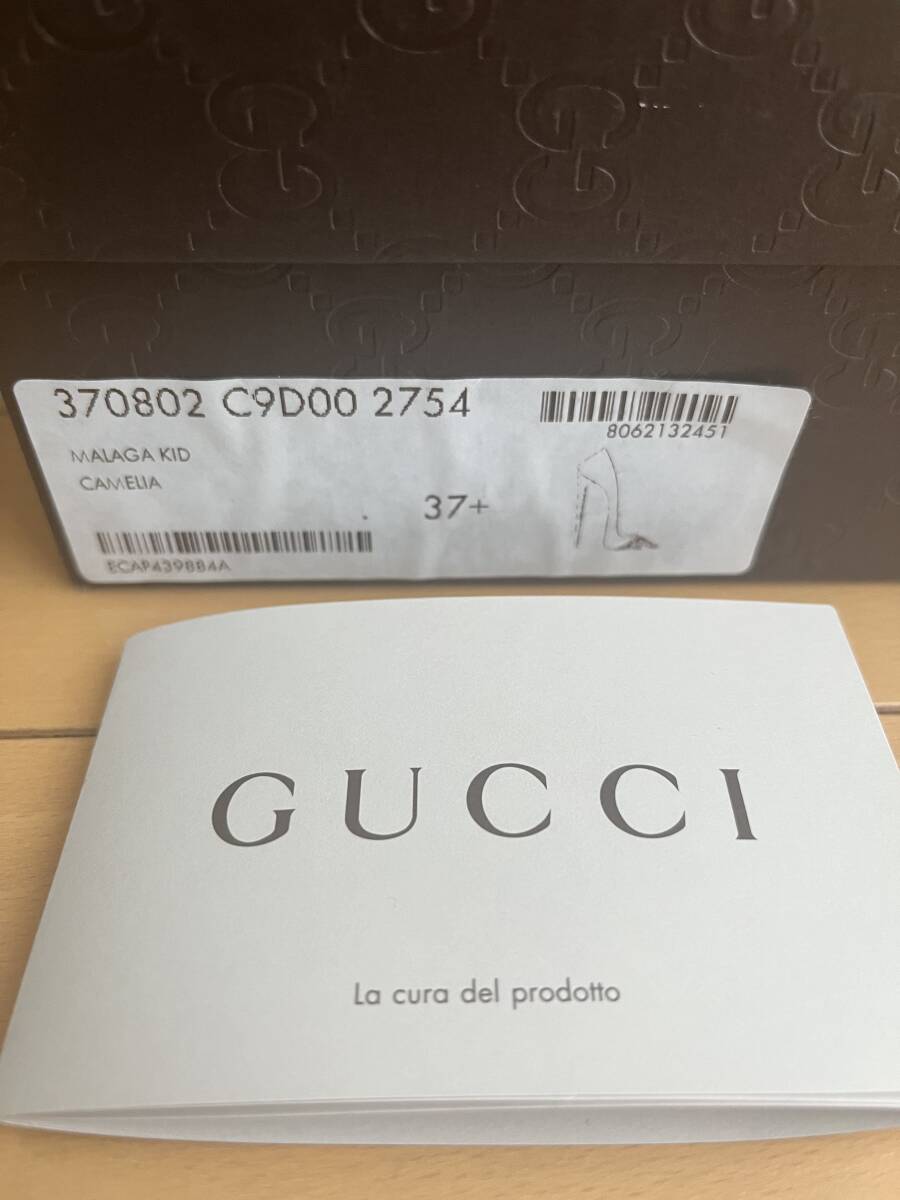 370802 C9D00 2754
8062132451
MALAGA KID
CAMELIA
37+
ECAP439884A
GUCCI
La cura del prodotto